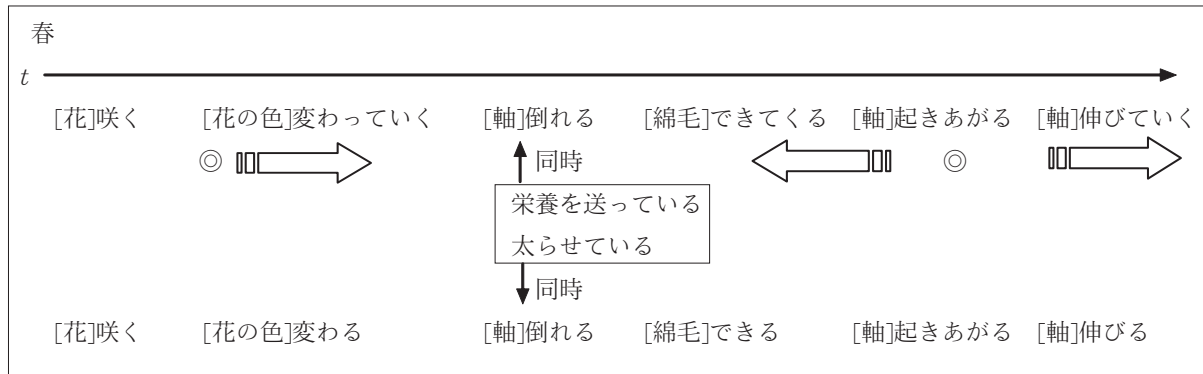 春
t
[花]咲く [花の色]変わっていく [軸]倒れる [綿毛]できてくる [軸]起きあがる [軸]伸びていく
◎ 同時 ◎
栄養を送っている
太らせている
同時
[花]咲く [花の色]変わる [軸]倒れる [綿毛]できる [軸]起きあがる [軸]伸びる